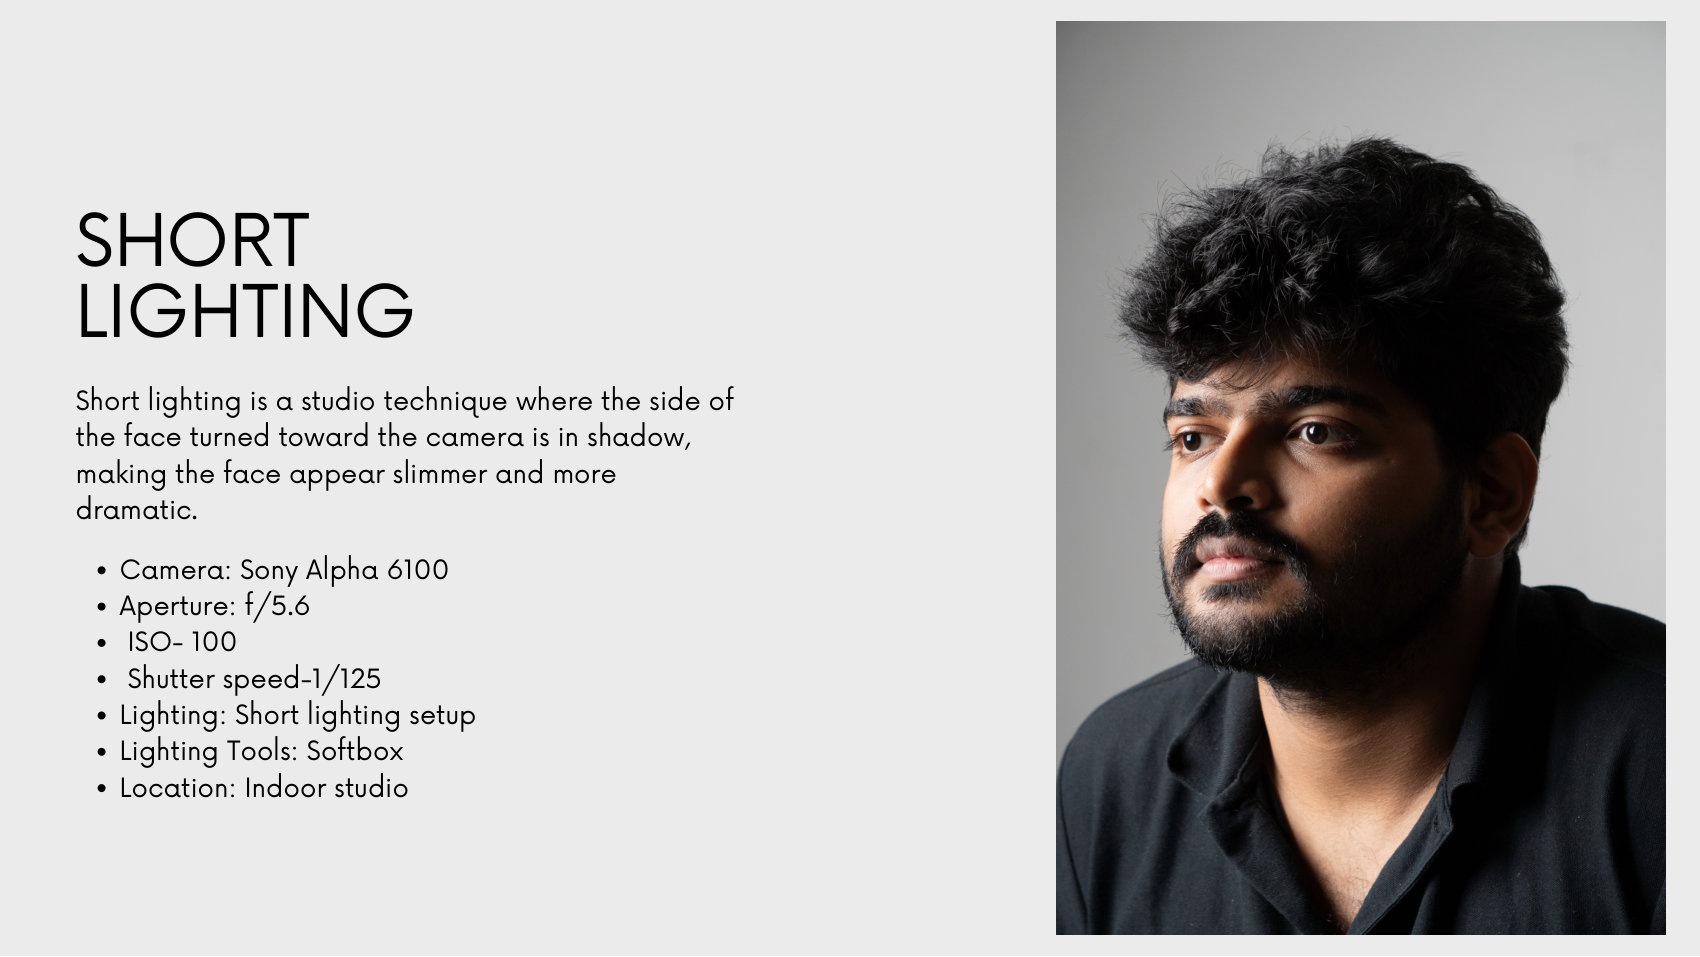 SHORT
LIGHTING
Short lighting is a studio technique where the side of
the face turned toward the camera is in shadow,
making the face appear slimmer and more
dramatic.
• Camera: Sony Alpha 6100
• Aperture: f/5.6
• ISO- 100
• Shutter speed-1/125
• Lighting: Short lighting setup
• Lighting Tools: Softbox
• Location: Indoor studio